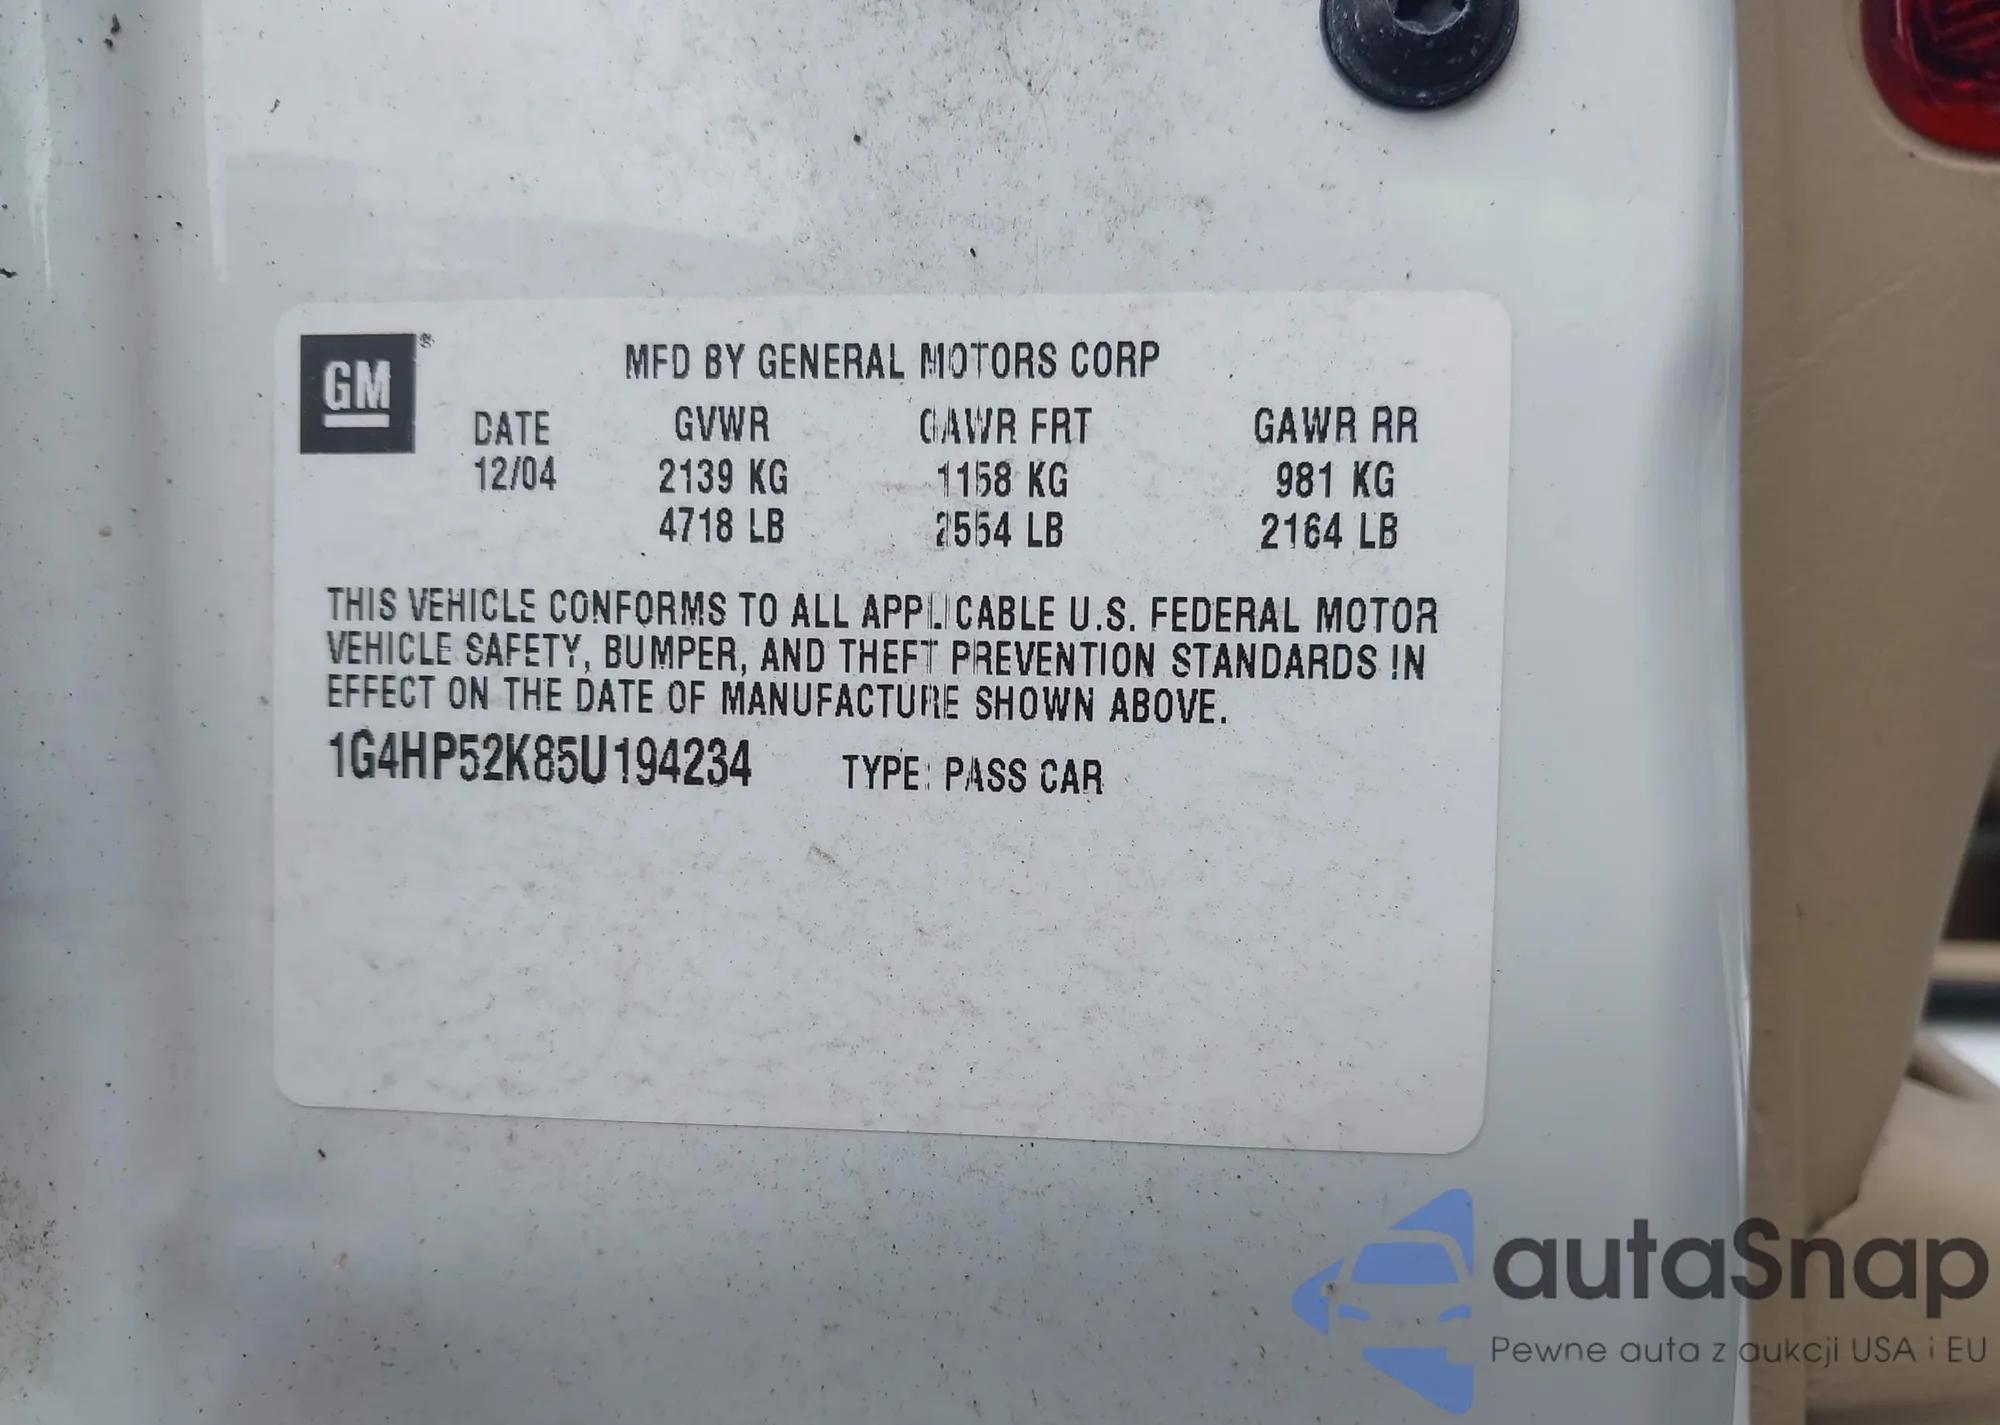 GM®
MFD BY GENERAL MOTORS CORP
DATE GVWR GAWR FRT GAWR RR
12/04 2139 KG 1158 KG 981 KG
4718 LB 2554 LB 2164 LB
THIS VEHICLE CONFORMS TO ALL APPLICABLE U.S. FEDERAL MOTOR
VEHICLE SAFETY, BUMPER, AND THEFT PREVENTION STANDARDS IN
EFFECT ON THE DATE OF MANUFACTURE SHOWN ABOVE.
1G4HP52K85U194234 TYPE: PASS CAR
autaSnap
Pewne auta z aukcji USA i EU